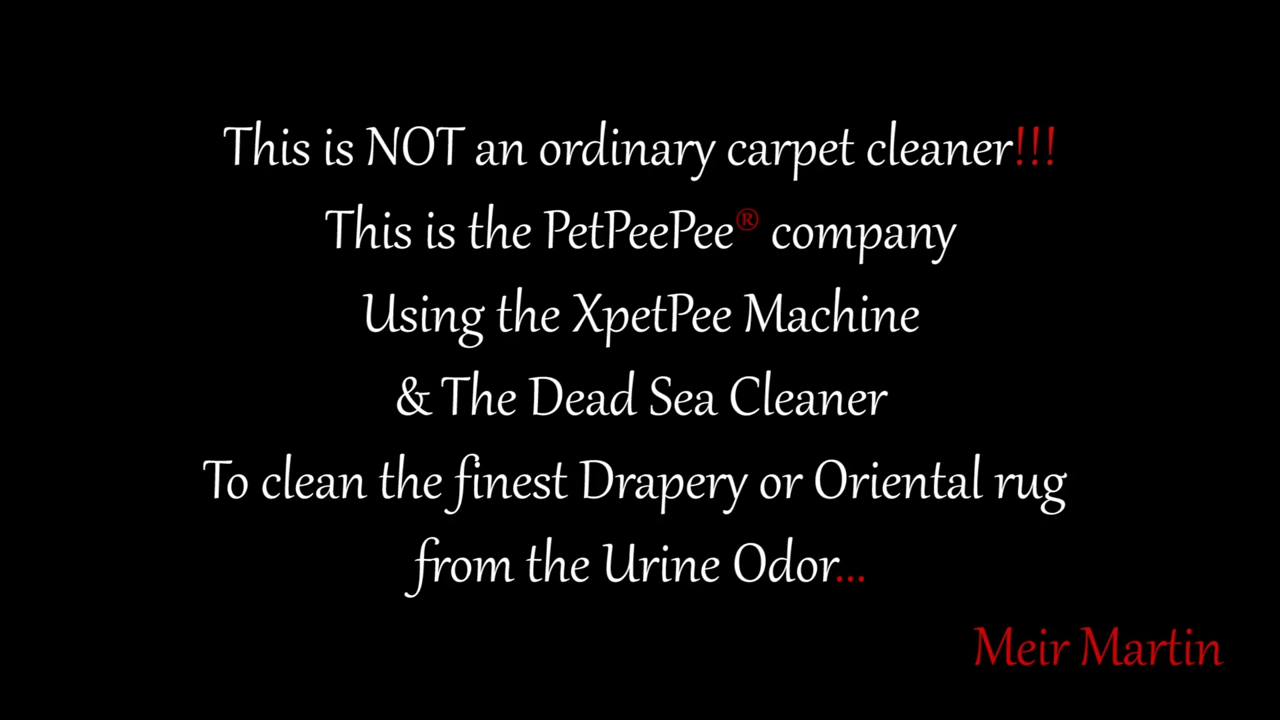 This is NOT an ordinary carpet cleaner!!!
This is the PetPeePee® company
Using the XpetPee Machine
& The Dead Sea Cleaner
To clean the finest Drapery or Oriental rug
from the Urine Odor...
Meir Martin